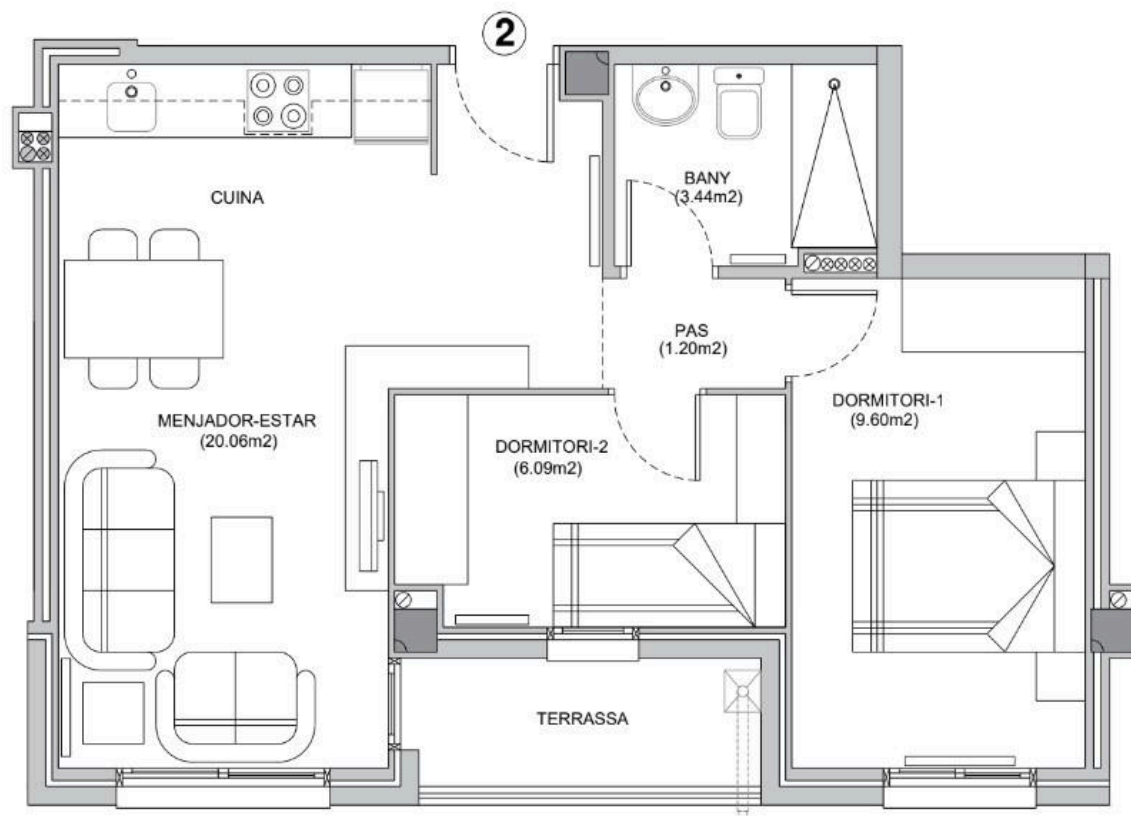 2
CUINA
BANY
(3.44m2)
PAS
(1.20m2)
MENJADOR-ESTAR
(20.06m2)
DORMITORI-2
(6.09m2)
DORMITORI-1
(9.60m2)
TERRASSA